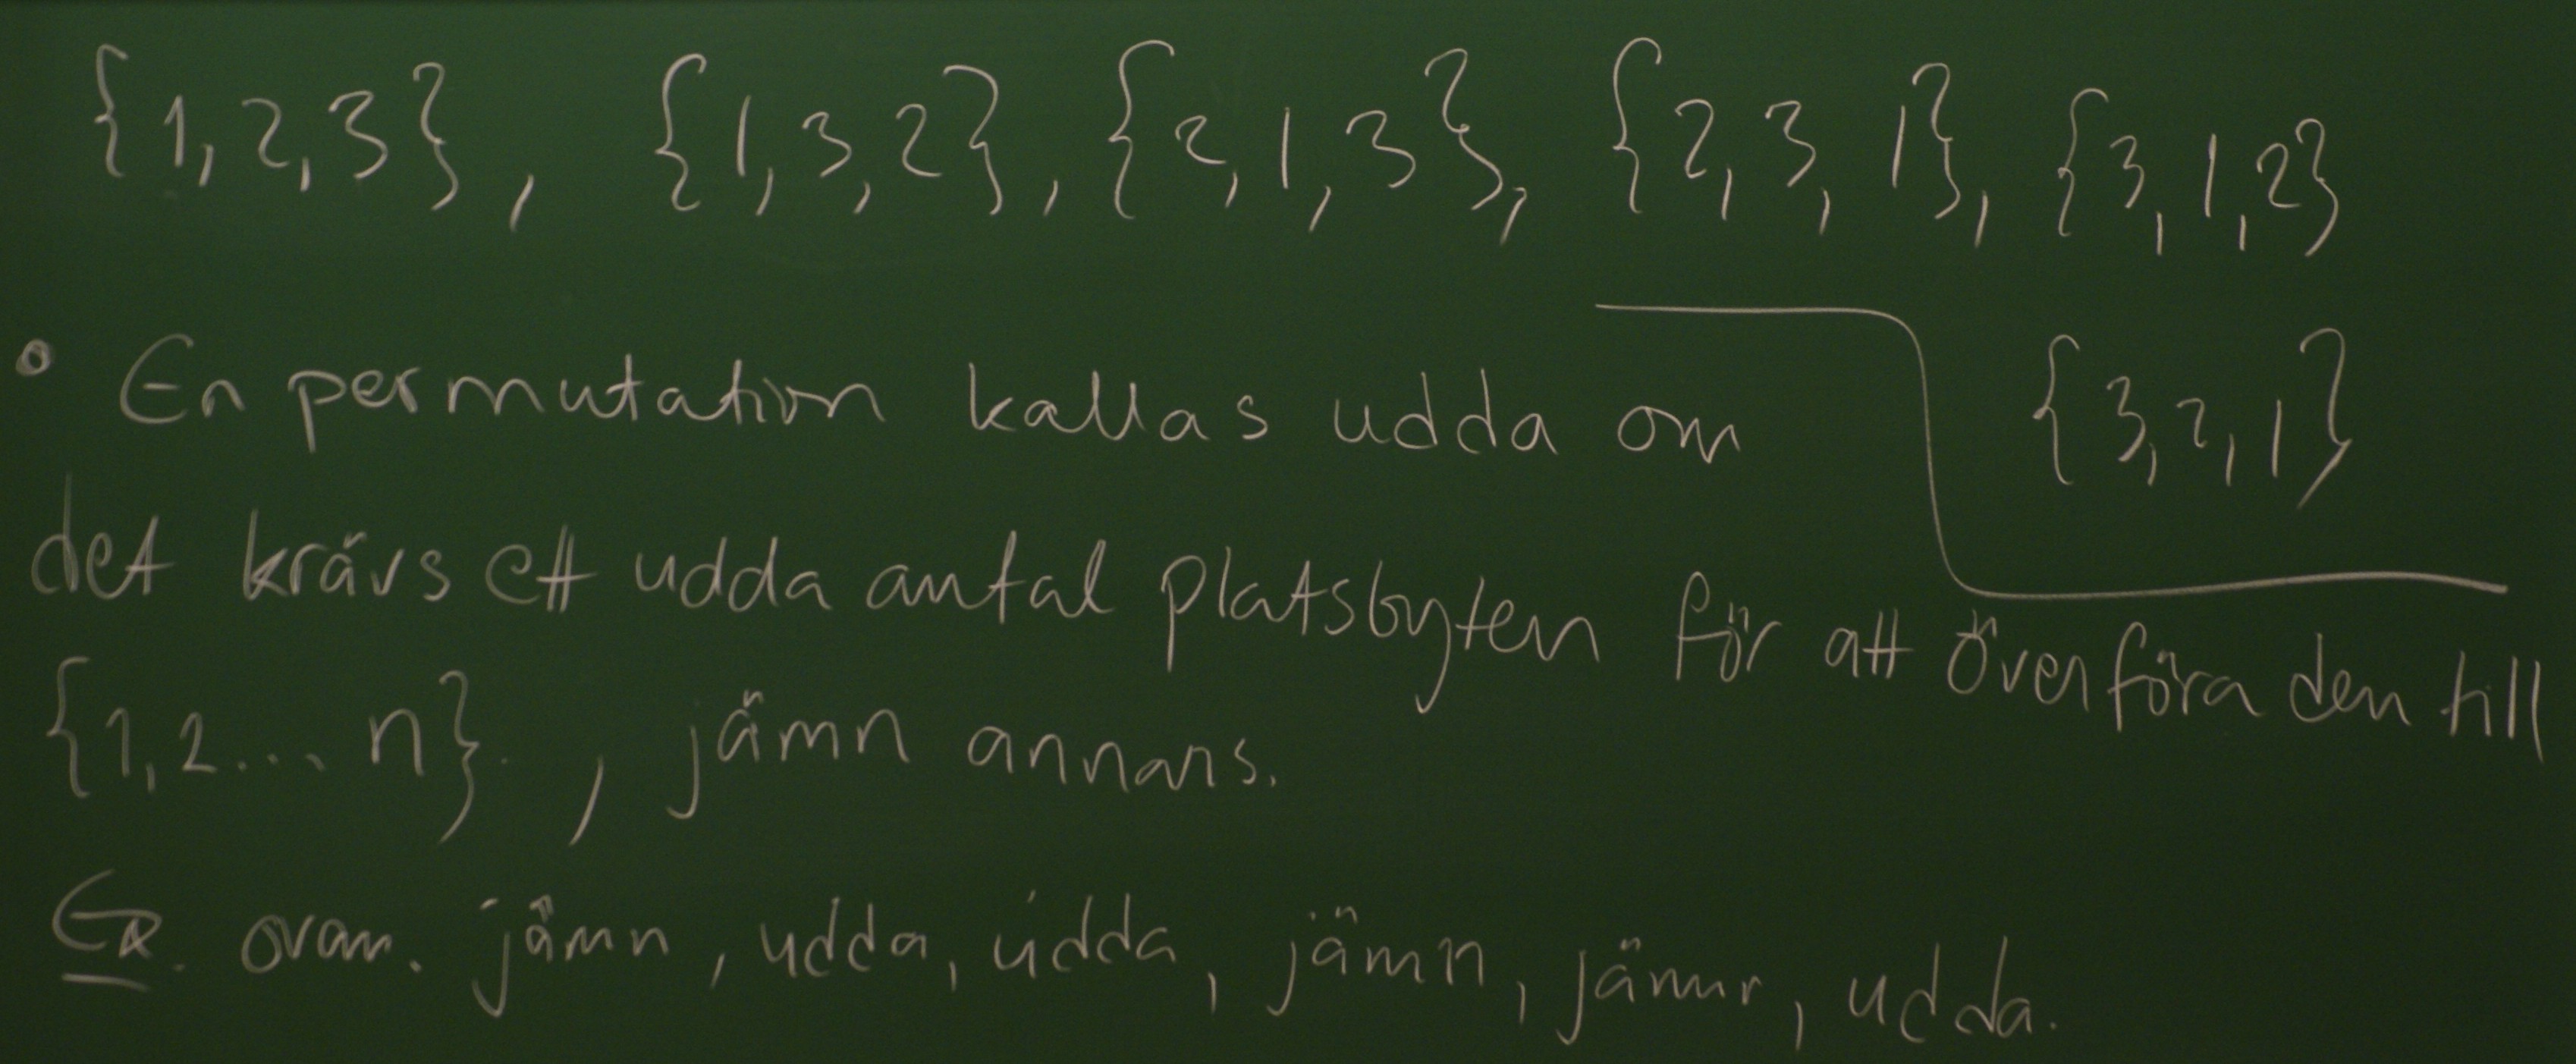 {1,2,3}, {1,3,2}, {2,1,3}, {2,3,1}, {3,1,2}
{3,2,1}
• En permutation kallas udda om
det krävs ett udda antal platsbyten för att överföra den till
{1,2... n}., jämn annars.
Ex. ovan. jämn, udda, udda, jämn, jämn, udda.